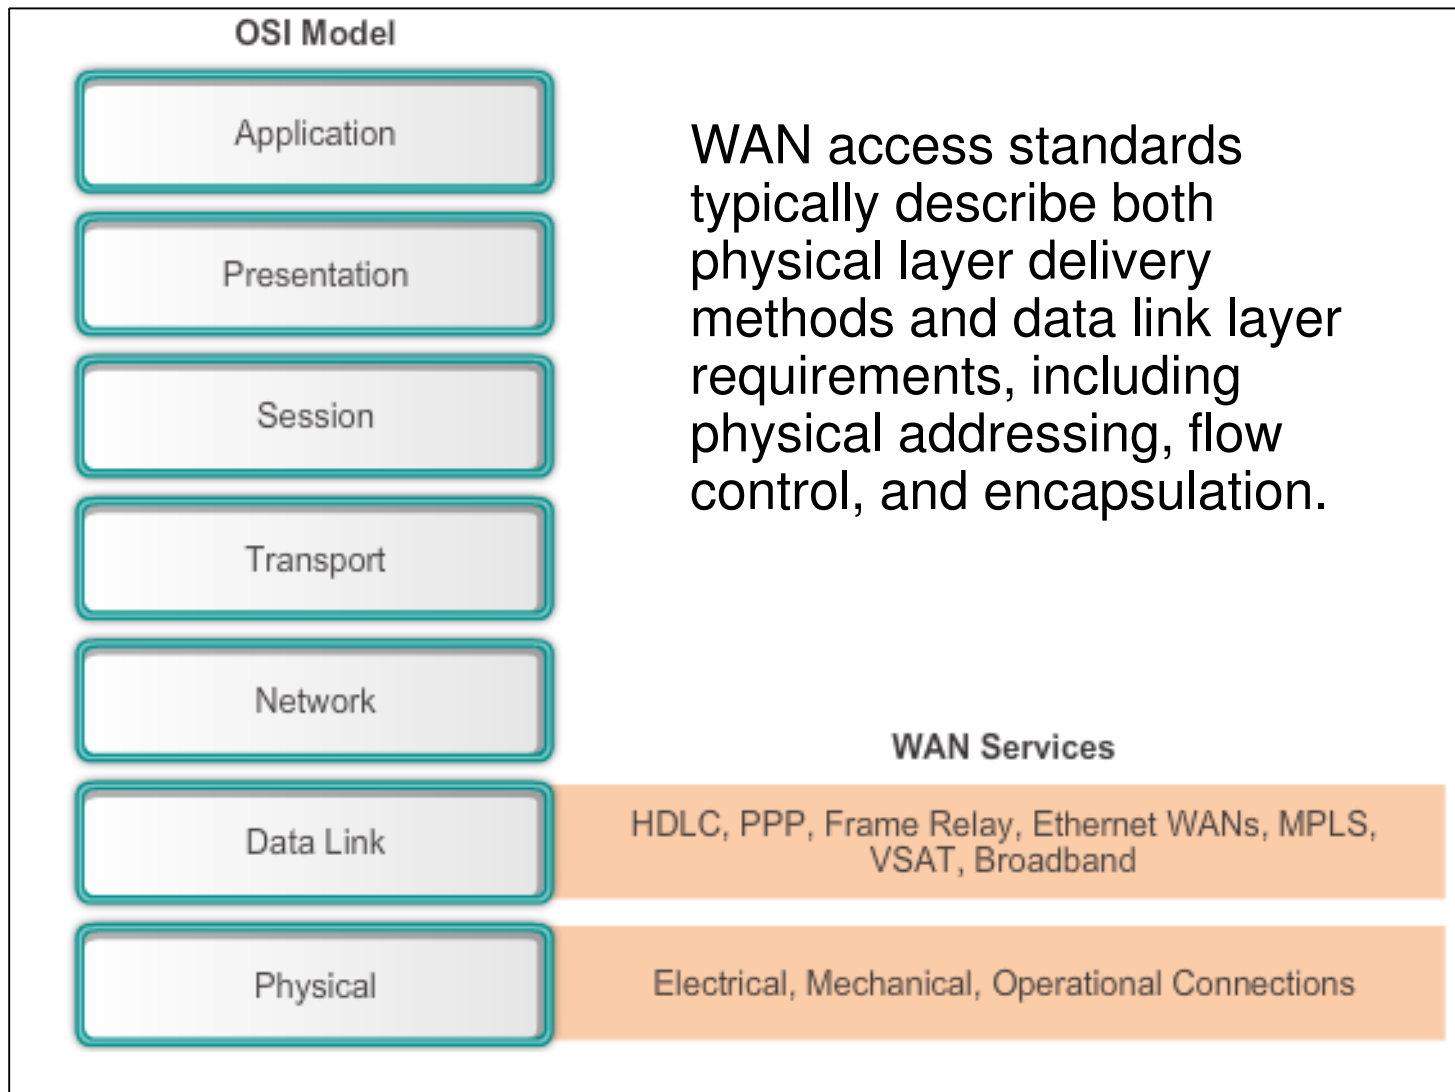 OSI Model
Application
Presentation
Session
Transport
Network
Data Link
Physical
WAN access standards
typically describe both
physical layer delivery
methods and data link layer
requirements, including
physical addressing, flow
control, and encapsulation.
WAN Services
HDLC, PPP, Frame Relay, Ethernet WANs, MPLS,
VSAT, Broadband
Electrical, Mechanical, Operational Connections